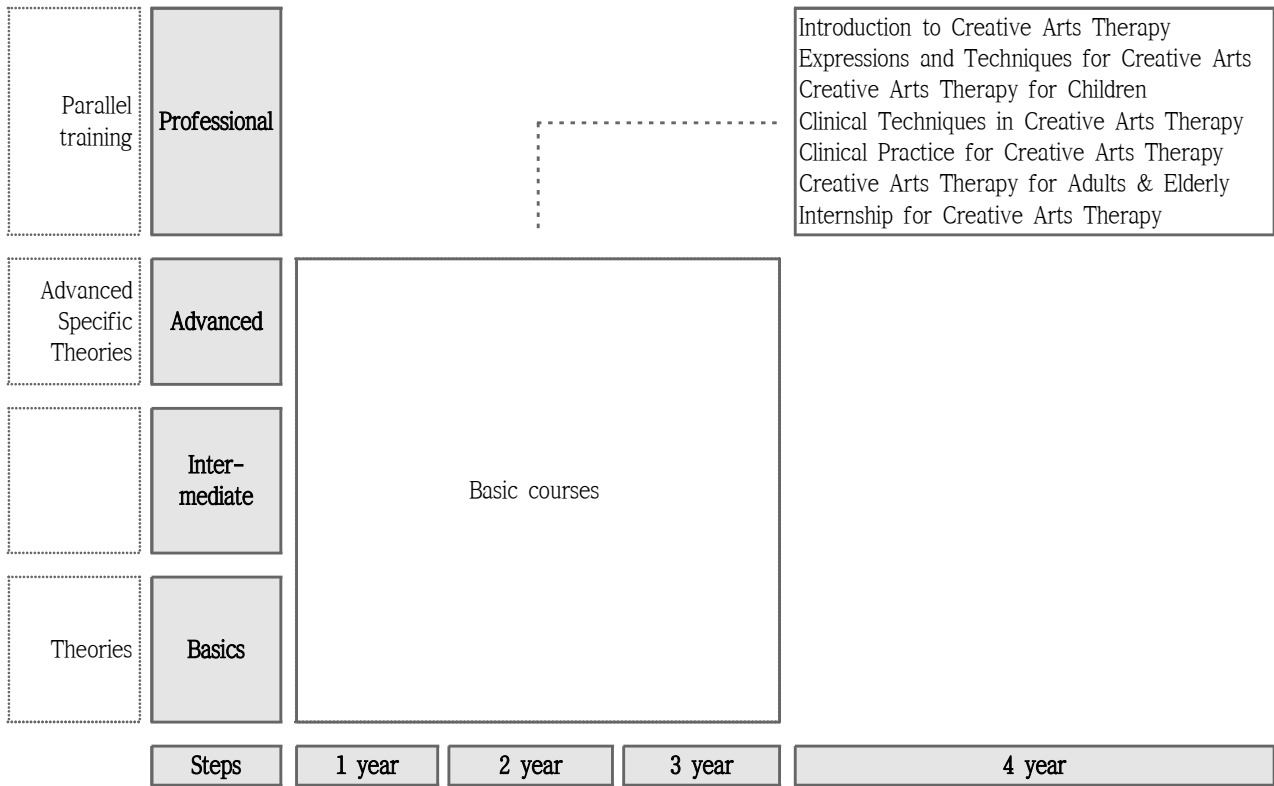 Parallel
training
Professional
Introduction to Creative Arts Therapy
Expressions and Techniques for Creative Arts
Creative Arts Therapy for Children
Clinical Techniques in Creative Arts Therapy
Clinical Practice for Creative Arts Therapy
Creative Arts Therapy for Adults & Elderly
Internship for Creative Arts Therapy
Advanced
Specific
Theories
Advanced
Inter-
mediate
Basic courses
Theories
Basics
Steps
1 year
2 year
3 year
4 year